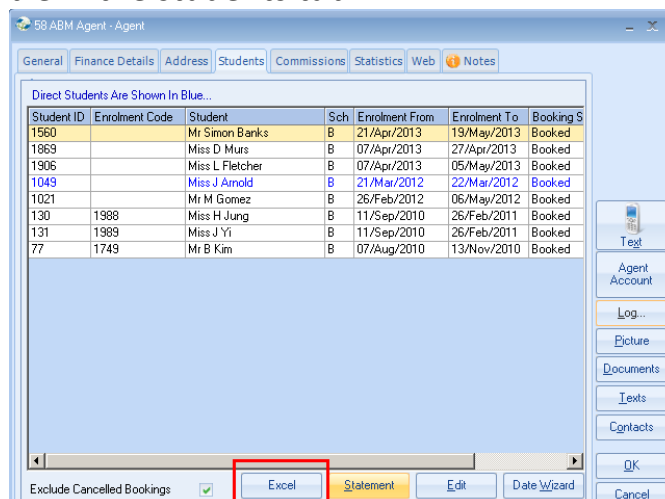 58 ABM Agent - Agent
General Finance Details Address Students Commissions Statistics Web Notes
Direct Students Are Shown In Blue...
Student ID Enrolment Code Student Sch Enrolment From Enrolment To Booking S
1560 Mr Simon Banks B 21/Apr/2013 19/May/2013 Booked
1869 Miss D Murs B 07/Apr/2013 27/Apr/2013 Booked
1906 Miss L Fletcher B 07/Apr/2013 05/May/2013 Booked
1049 Miss J Arnold B 21/Mar/2012 22/Mar/2012 Booked
1021 Mr M Gomez B 26/Feb/2012 06/May/2012 Booked
130 1988 Miss H Jung B 11/Sep/2010 26/Feb/2011 Booked
131 1989 Miss J Yi B 11/Sep/2010 26/Feb/2011 Booked
77 1749 Mr B Kim B 07/Aug/2010 13/Nov/2010 Booked
Text
Agent
Account
Log...
Picture
Documents
Texts
Contacts
OK
Cancel
Exclude Cancelled Bookings Excel Statement Edit Date Wizard